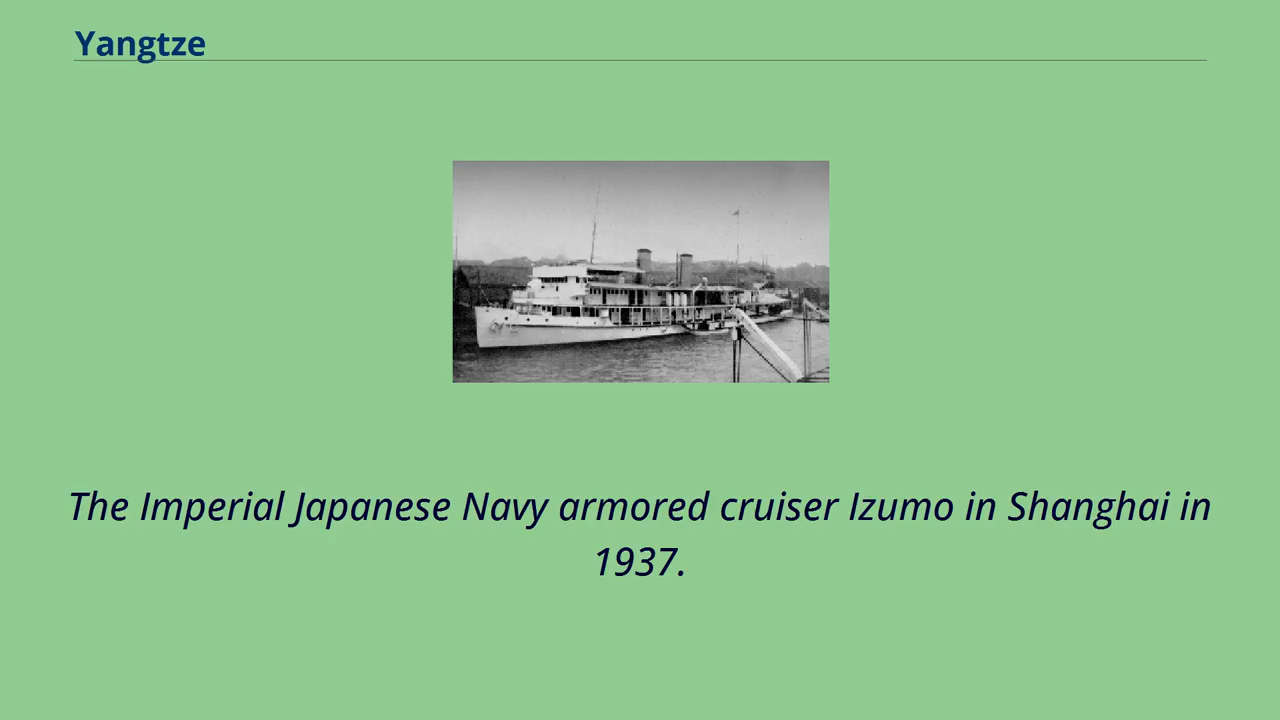 Yangtze
The Imperial Japanese Navy armored cruiser Izumo in Shanghai in
1937.